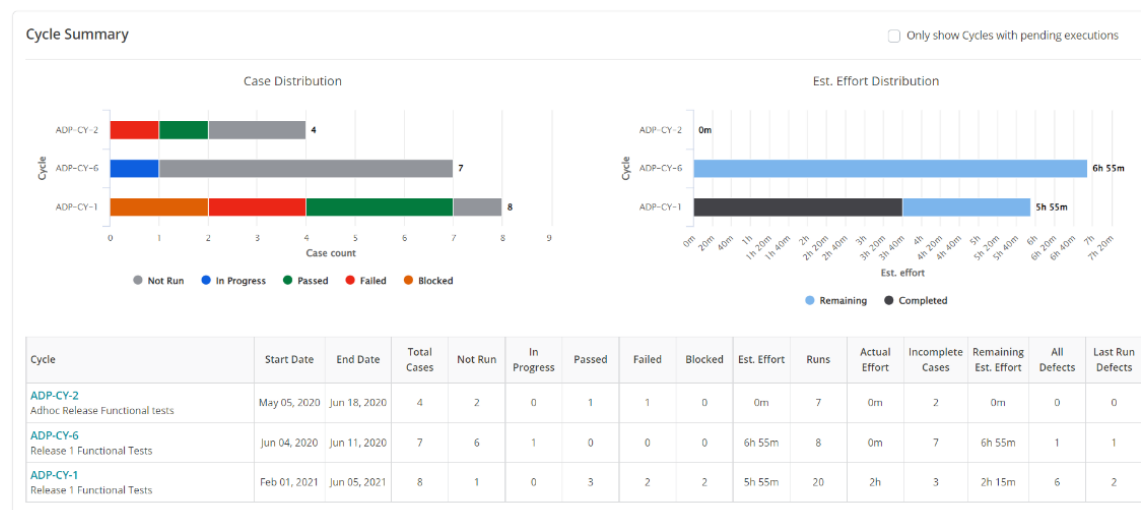 Cycle Summary
Only show Cycles with pending executions
Case Distribution
Cycle
ADP-CY-2
4
ADP-CY-6
7
ADP-CY-1
8
0 1 2 3 4 5 6 7 8 9
Case count
Not Run In Progress Passed Failed Blocked
Est. Effort Distribution
Cycle
ADP-CY-2
0m
ADP-CY-6
6h 55m
ADP-CY-1
5h 55m
0m 20m 40m 1h 1h 20m 1h 40m 2h 2h 20m 2h 40m 3h 3h 20m 3h 40m 4h 4h 20m 4h 40m 5h 5h 20m 5h 40m 6h 6h 20m 6h 40m 7h 7h 20m
Est. effort
Remaining Completed
Cycle Start Date End Date Total Cases Not Run In Progress Passed Failed Blocked Est. Effort Runs Actual Effort Incomplete Cases Remaining Est. Effort All Defects Last Run Defects
ADP-CY-2
Adhoc Release Functional tests
May 05, 2020 Jun 18, 2020 4 2 0 1 1 0 0m 7 0m 2 0m 0 0
ADP-CY-6
Release 1 Functional Tests
Jun 04, 2020 Jun 11, 2020 7 6 1 0 0 0 6h 55m 8 0m 7 6h 55m 1 1
ADP-CY-1
Release 1 Functional Tests
Feb 01, 2021 Jun 05, 2021 8 1 0 3 2 2 5h 55m 20 2h 3 2h 15m 6 2